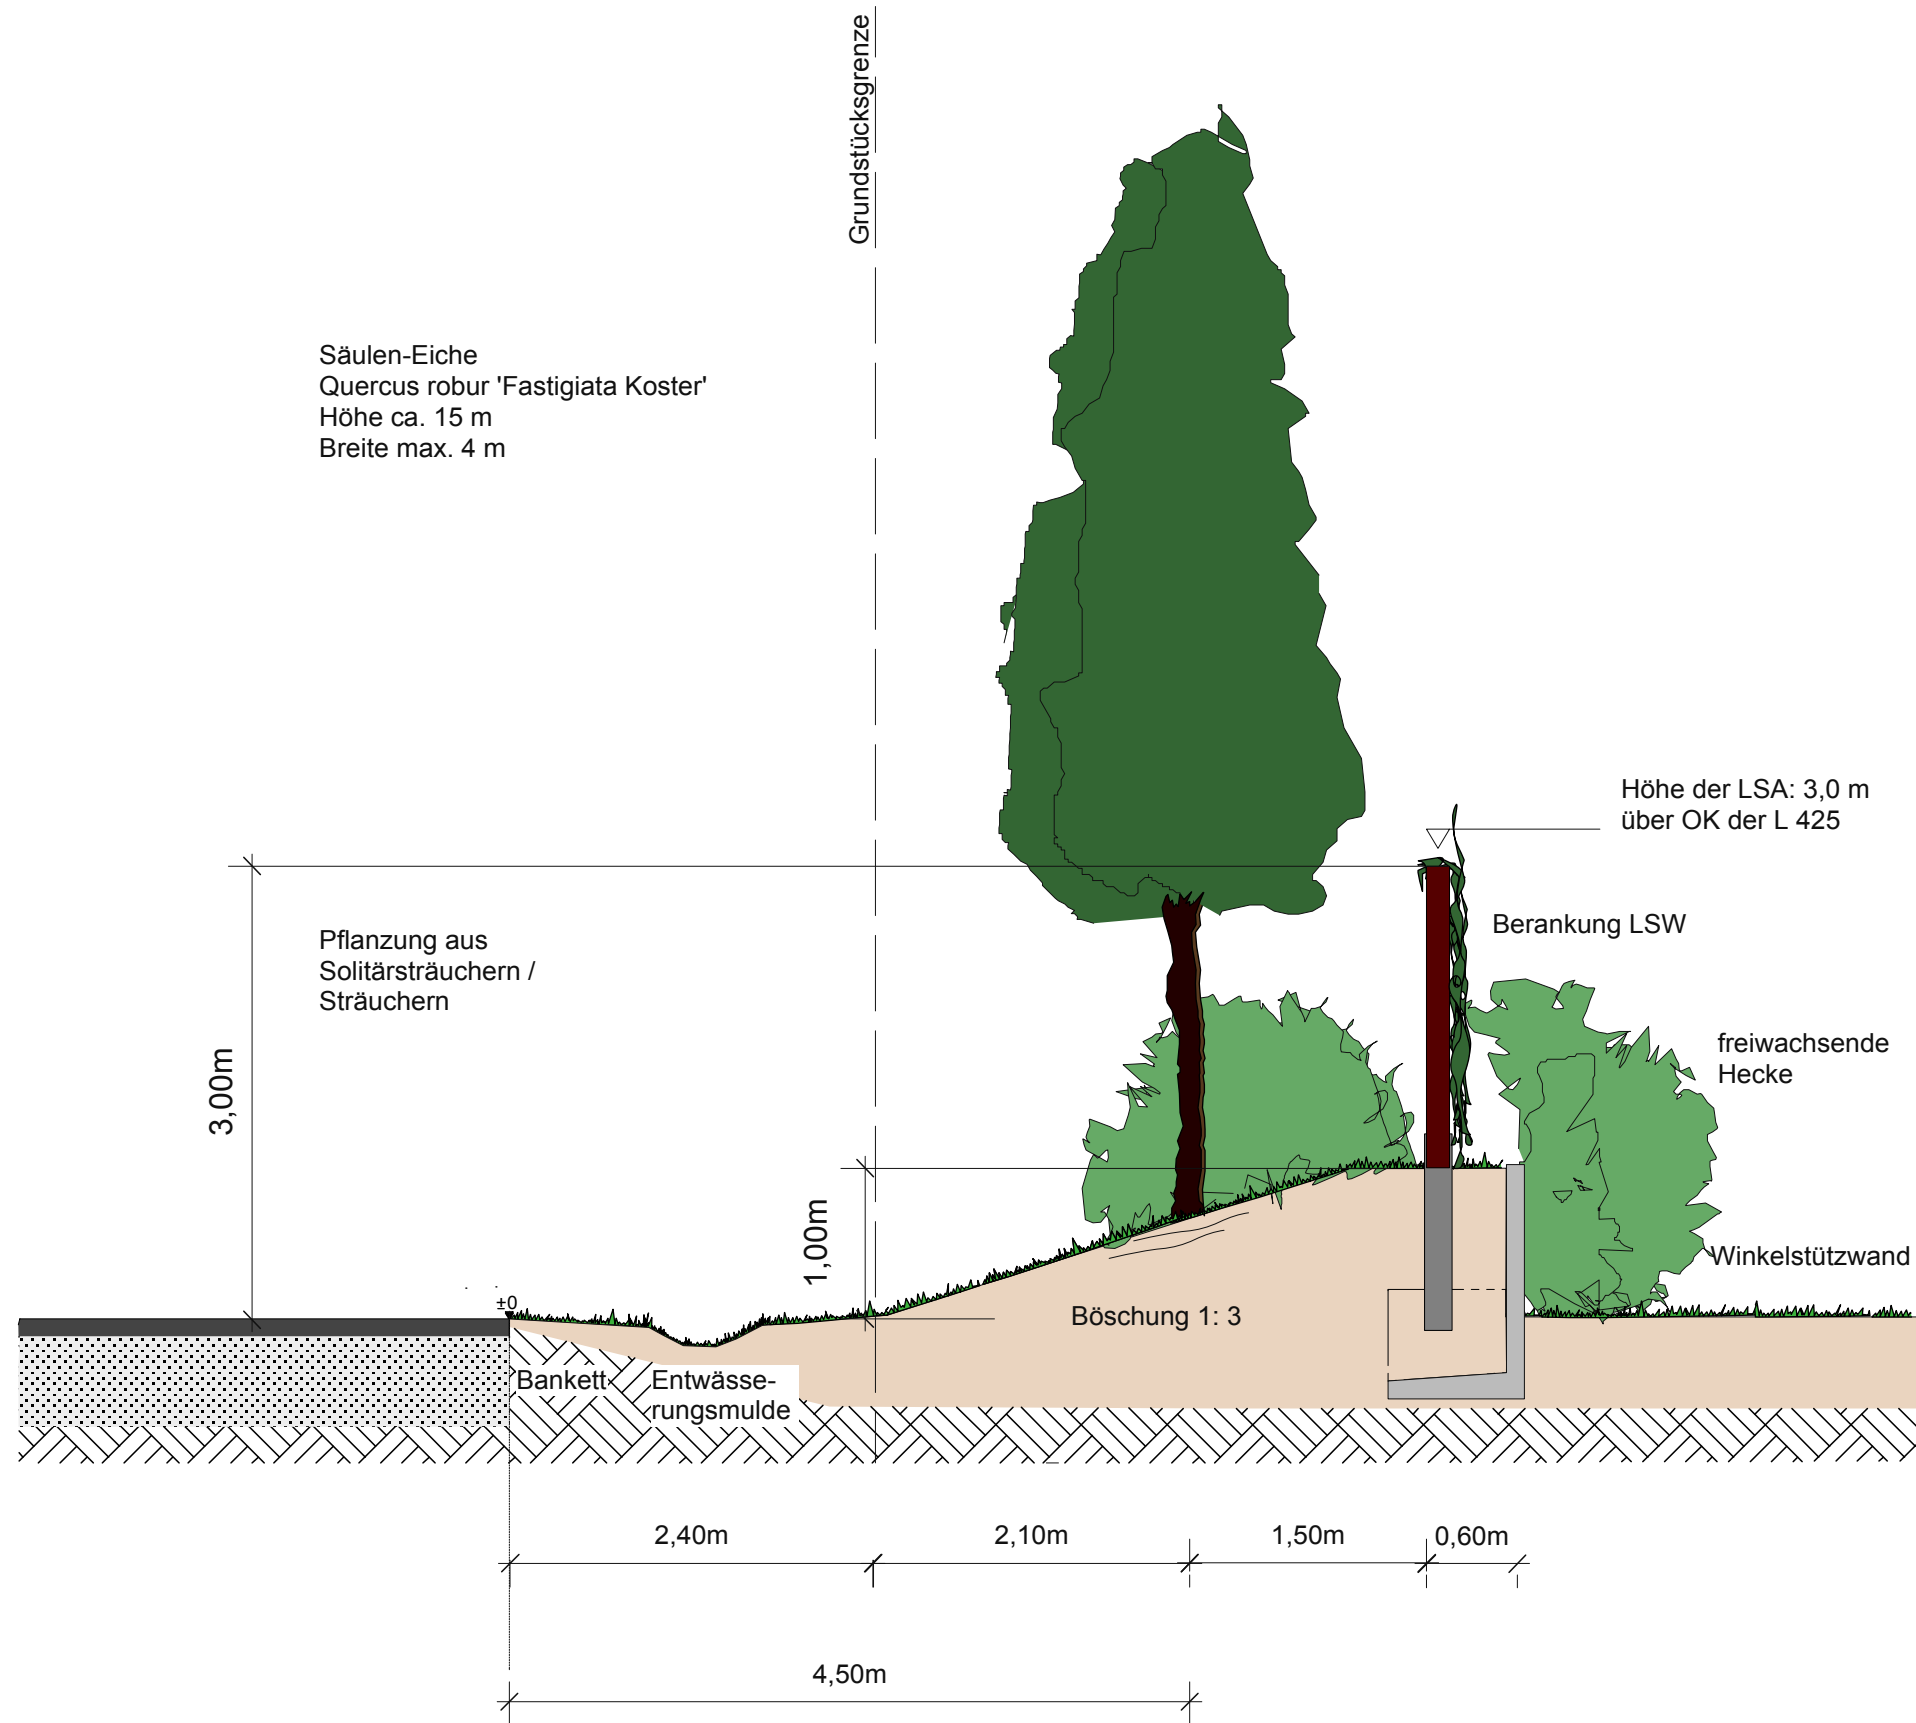 Grundstücksgrenze
Säulen-Eiche
Quercus robur 'Fastigiata Koster'
Höhe ca. 15 m
Breite max. 4 m
Höhe der LSA: 3,0 m
über OK der L 425
Pflanzung aus
Solitärsträuchern /
Sträuchern
Berankung LSW
freiwachsende
Hecke
3,00m
1,00m
Winkelstützwand
±0
Böschung 1: 3
Bankett
Entwässe-
rungsmulde
2,40m
2,10m
1,50m
0,60m
4,50m